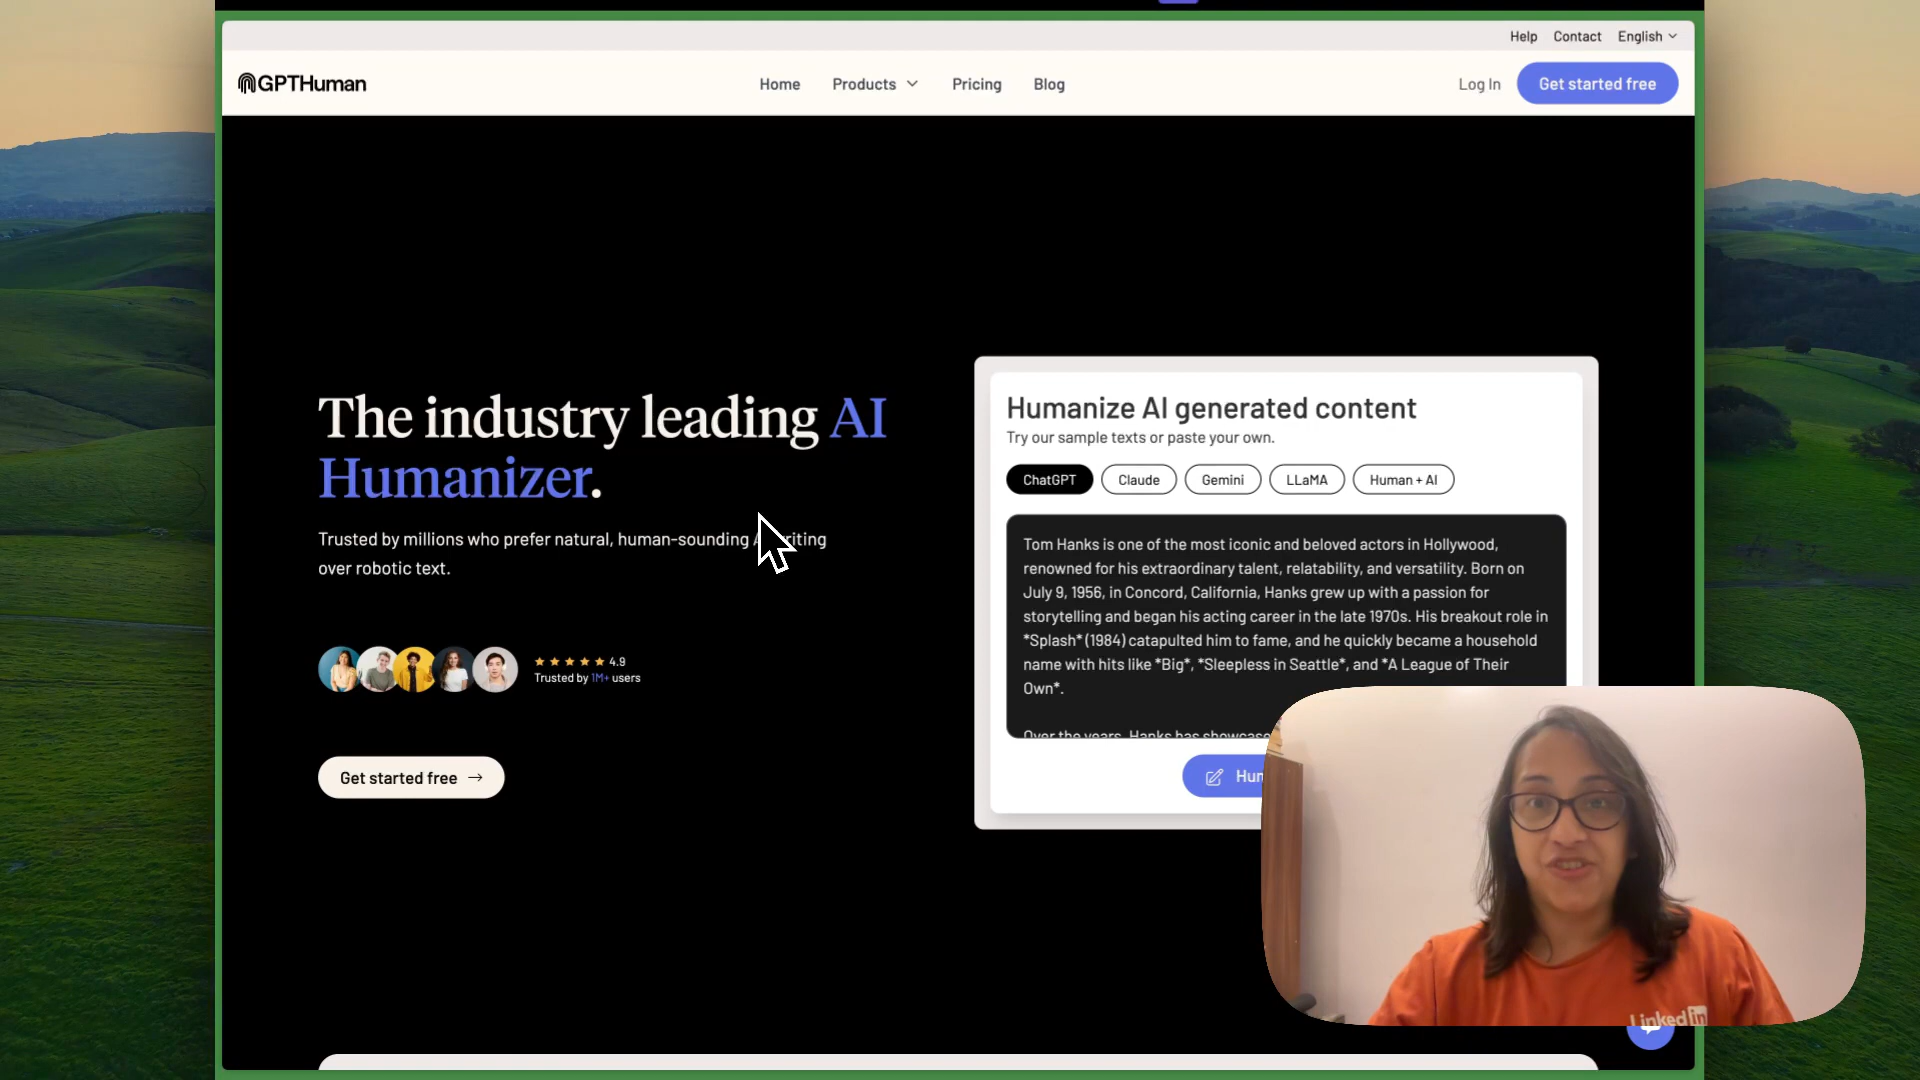 Help Contact English
GPTHuman
Home Products Pricing Blog
Log In Get started free
The industry leading AI
Humanizer.
Trusted by millions who prefer natural, human-sounding
over robotic text.
4.9
Trusted by 1M+ users
Get started free →
Humanize AI generated content
Try our sample texts or paste your own.
ChatGPT Claude Gemini LLaMA Human + AI
Tom Hanks is one of the most iconic and beloved actors in Hollywood,
renowned for his extraordinary talent, relatability, and versatility. Born on
July 9, 1956, in Concord, California, Hanks grew up with a passion for
storytelling and began his acting career in the late 1970s. His breakout role in
*Splash* (1984) catapulted him to fame, and he quickly became a household
name with hits like *Big*, *Sleepless in Seattle*, and *A League of Their
Own*.
Over the years, Hanks has
LinkedIn